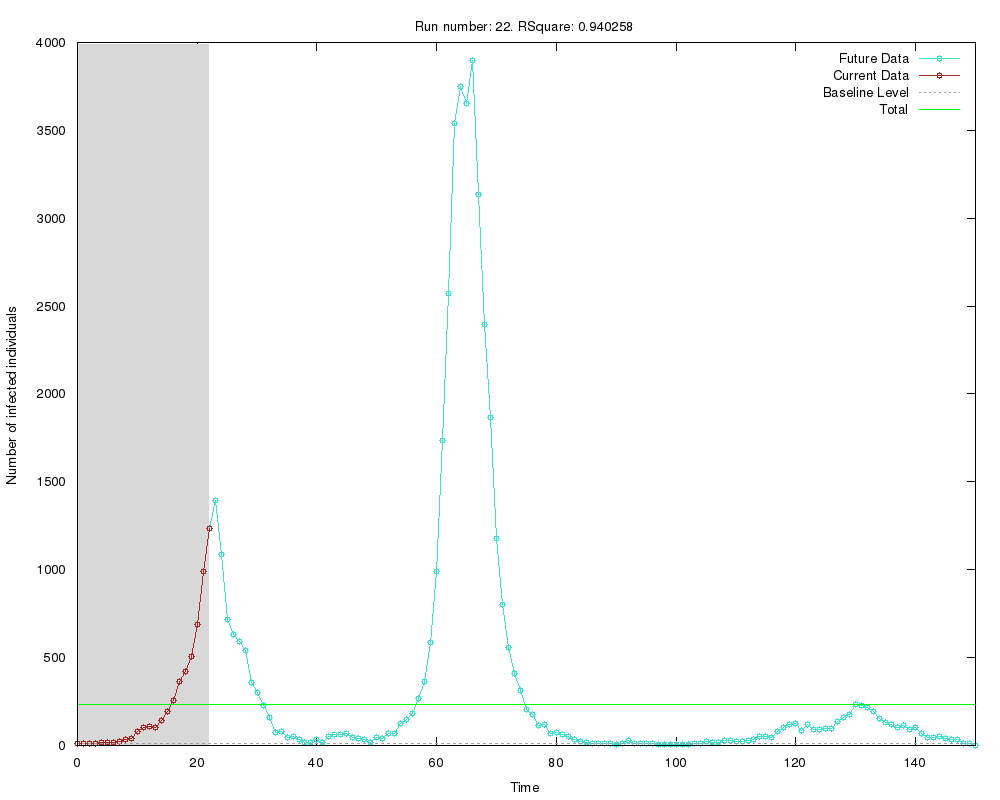 Run number: 22. RSquare: 0.940258
Future Data
Current Data
Baseline Level
Total
Number of infected individuals
4000
3500
3000
2500
2000
1500
1000
500
0
0 20 40 60 80 100 120 140
Time